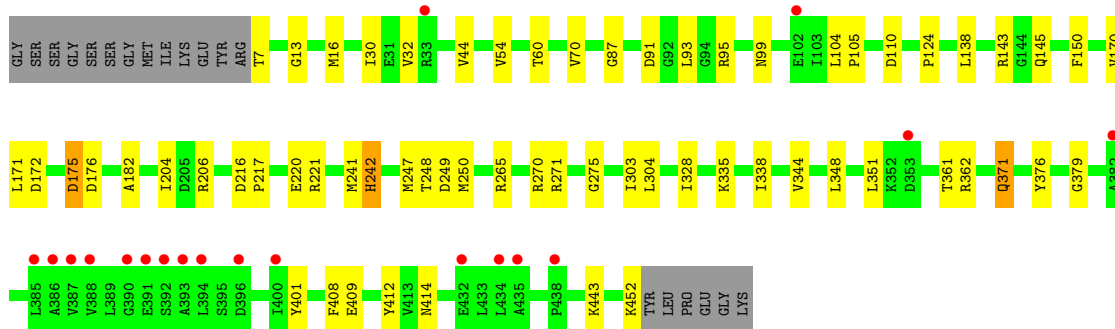 GLY SER SER GLY SER SER GLY MET ILE LYS GLU TYR ARG T7 G13 M16 I30 E31 V32 R33 V44 V54 T60 V70 G87 D91 G92 L93 G94 R95 N99 E102 I103 L104 P105 D110 P124 L138 R143 G144 Q145 F150 V170
L171 D172 D175 D176 A182 I204 D205 R206 D216 P217 E220 R221 M241 H242 M247 T248 D249 M250 R265 R270 R271 G275 I303 L304 I328 K335 I338 V344 L348 L351 K352 D353 T361 R362 Q371 Y376 G379 A382
L385 A386 V387 V388 L389 G390 E391 S392 A393 L394 S395 D396 I400 Y401 F408 E409 Y412 V413 N414 E432 L433 L434 A435 P438 K443 K452 TYR LEU PRO GLU GLY LYS